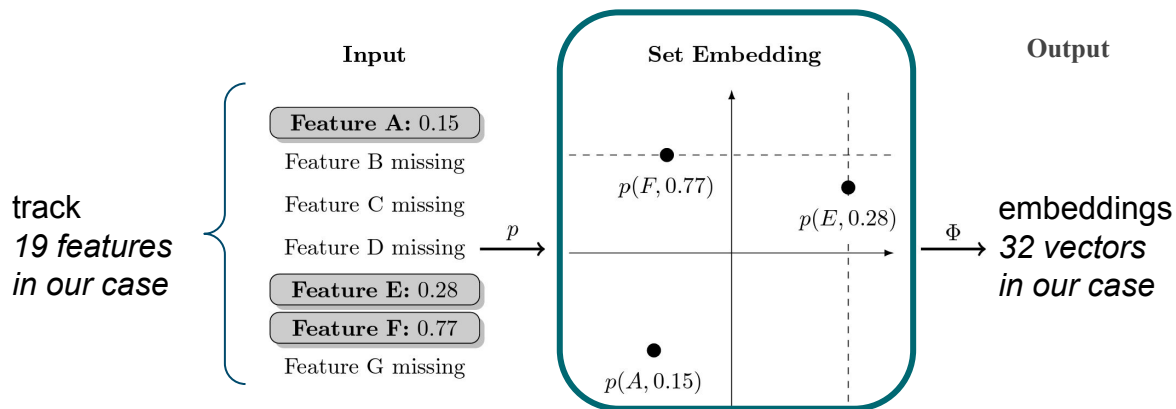 Input
Set Embedding
Output
track
19 features
in our case
Feature A: 0.15
Feature B missing
Feature C missing
Feature D missing
Feature E: 0.28
Feature F: 0.77
Feature G missing
p
p(F, 0.77)
p(E, 0.28)
p(A, 0.15)
Φ
embeddings
32 vectors
in our case